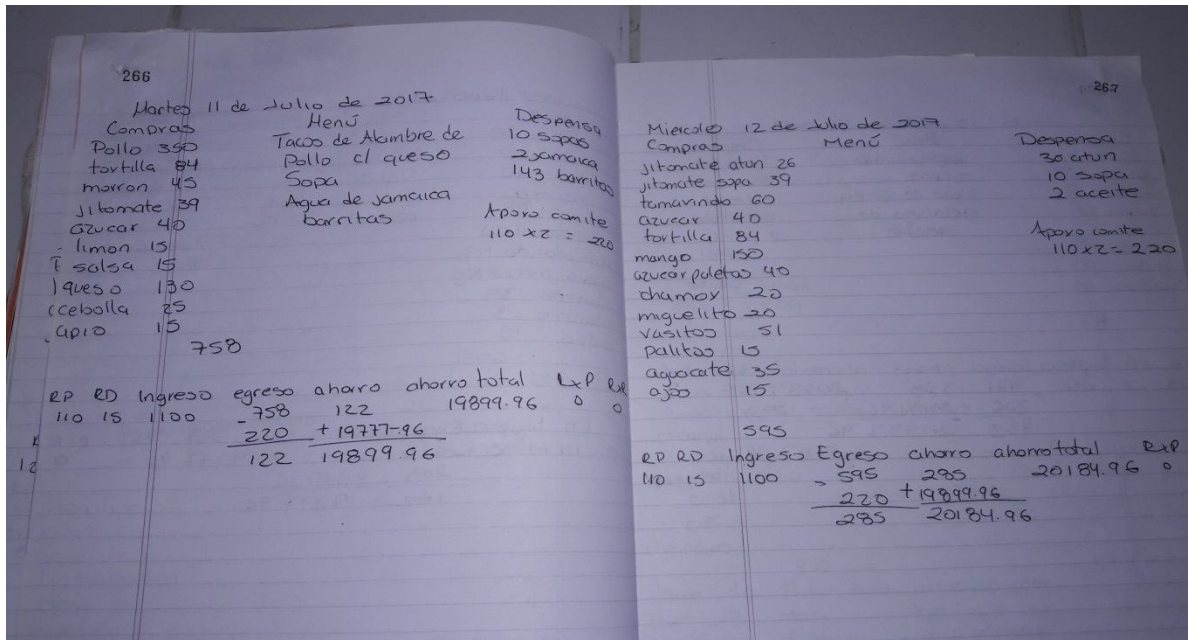 266
Martes 11 de Julio de 2017
Compras Menú Despensa
Pollo 350 Tacos de Alambre de 10 sopas
tortilla 84 Pollo c/ queso 2 jamaica
morron 45 Sopa 143 barritas
jitomate 39 Agua de jamaica
azucar 40 barritas Apoyo comite
limon 15 110 x 2 = 220
salsa 15
queso 130
cebolla 25
apio 15
758
RP RD Ingreso egreso ahorro ahorro total RxP
110 15 1100 -758 122 19899.96 0 0
220 + 19777.96
122 19899.96
12
267
Miercole 12 de Julio de 2017
Compras Menú Despensa
jitomate atun 26 30 atun
jitomate sopa 39 10 sopa
tamarindo 60 2 aceite
azucar 40
tortilla 84 Apoyo comite
mango 150 110 x 2 = 220
azucar paletas 40
chamoy 20
miguelito 20
vasitos 51
palitos 15
aguacate 35
ajos 15
595
RP RD Ingreso Egreso ahorro ahorro total RxP
110 15 1100 - 595 285 20184.96 0
220 + 19899.96
285 20184.96